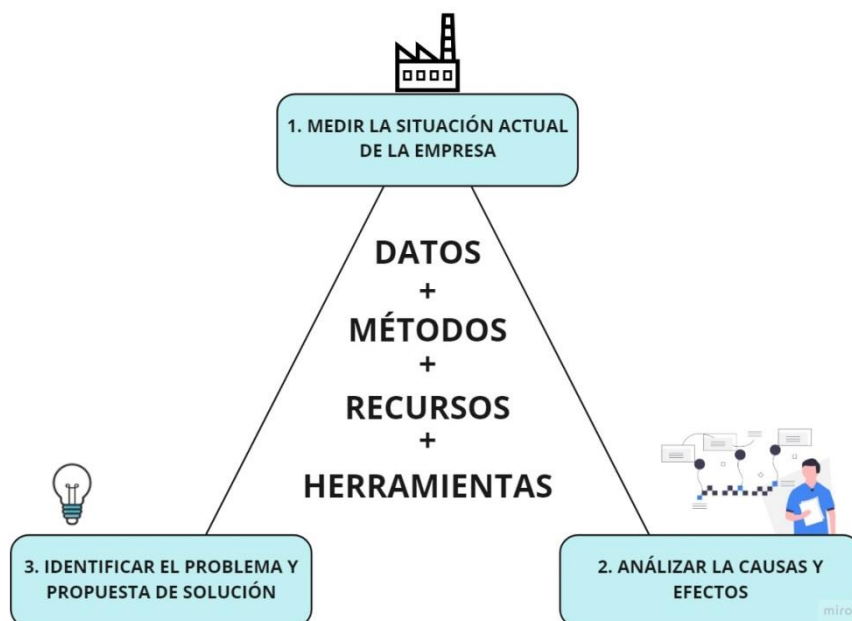 1. MEDIR LA SITUACIÓN ACTUAL
DE LA EMPRESA
DATOS
+
MÉTODOS
+
RECURSOS
+
HERRAMIENTAS
3. IDENTIFICAR EL PROBLEMA Y
PROPUESTA DE SOLUCIÓN
2. ANÁLIZAR LA CAUSAS Y
EFECTOS
miro